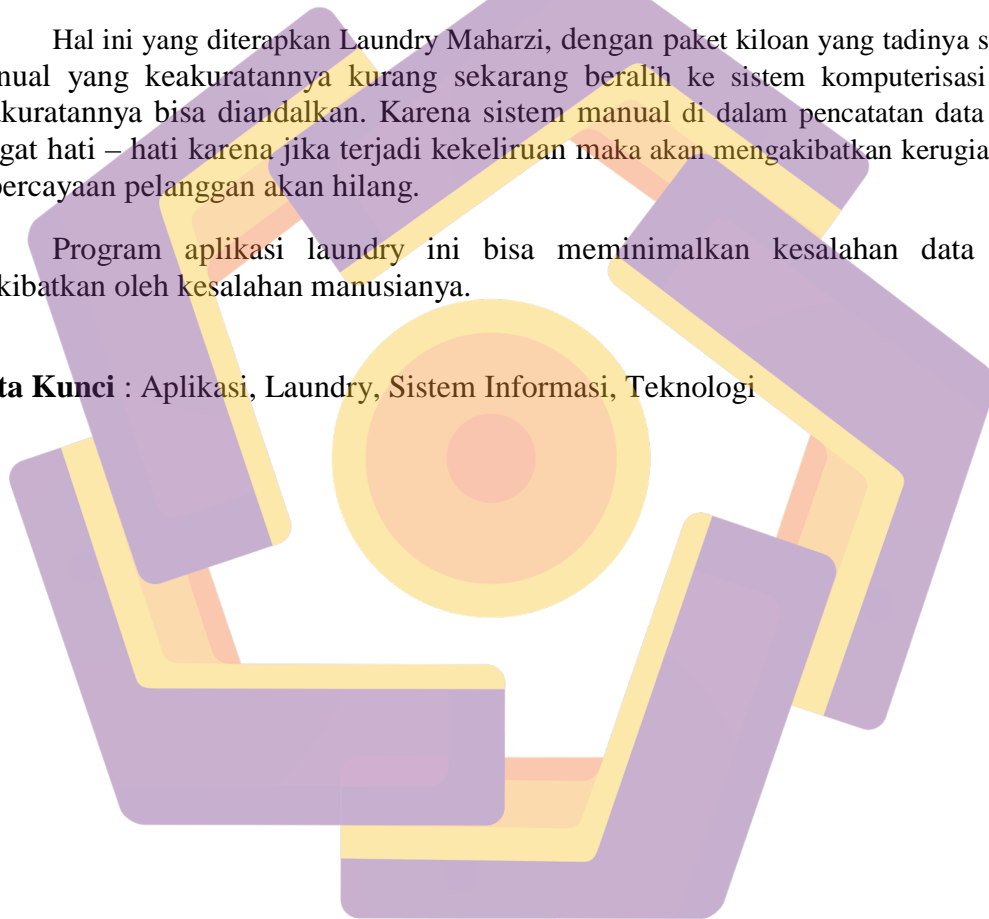 Hal ini yang diterapkan Laundry Maharzi, dengan paket kiloan yang tadinya s
nual yang keakuratannya kurang sekarang beralih ke sistem komputerisasi
akuratannya bisa diandalkan. Karena sistem manual di dalam pencatatan data
gat hati – hati karena jika terjadi kekeliruan maka akan mengakibatkan kerugia
percayaan pelanggan akan hilang.
Program aplikasi laundry ini bisa meminimalkan kesalahan data
kibatkan oleh kesalahan manusianya.
ta Kunci : Aplikasi, Laundry, Sistem Informasi, Teknologi